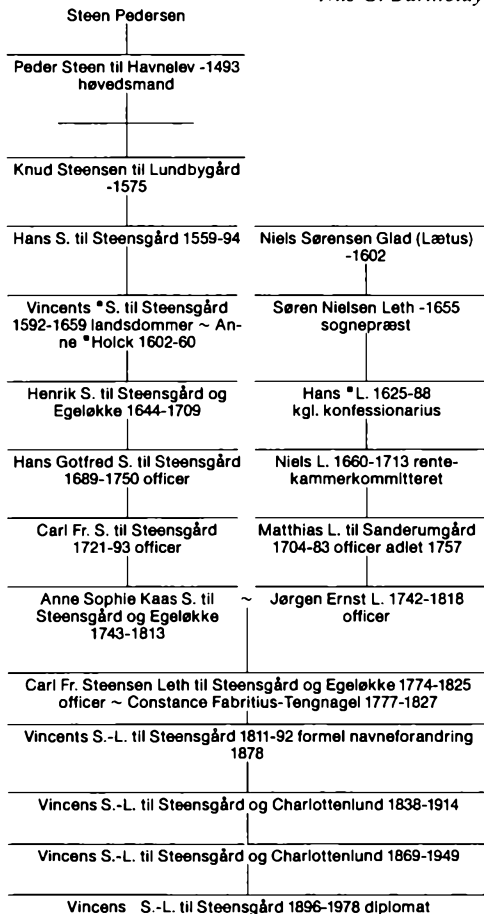 Steen Pedersen
Peder Steen til Havnelev -1493
høvedsmand
Knud Steensen til Lundbygård
-1575
Hans S. til Steensgård 1559-94
Niels Sørensen Glad (Lætus)
-1602
Vincents *S. til Steensgård
1592-1659 landsdommer ~ An-
ne *Holck 1602-60
Søren Nielsen Leth -1655
sognepræst
Henrik S. til Steensgård og
Egeløkke 1644-1709
Hans *L. 1625-88
kgl. konfessionarius
Hans Gotfred S. til Steensgård
1689-1750 officer
Niels L. 1660-1713 rente-
kammerkommitteret
Carl Fr. S. til Steensgård
1721-93 officer
Matthias L. til Sanderumgård
1704-83 officer adlet 1757
Anne Sophie Kaas S. til
Steensgård og Egeløkke
1743-1813
~
Jørgen Ernst L. 1742-1818
officer
Carl Fr. Steensen Leth til Steensgård og Egeløkke 1774-1825
officer ~ Constance Fabritius-Tengnagel 1777-1827
Vincents S.-L. til Steensgård 1811-92 formel navneforandring
1878
Vincens S.-L. til Steensgård og Charlottenlund 1838-1914
Vincens S.-L. til Steensgård og Charlottenlund 1869-1949
Vincens S.-L. til Steensgård 1896-1978 diplomat